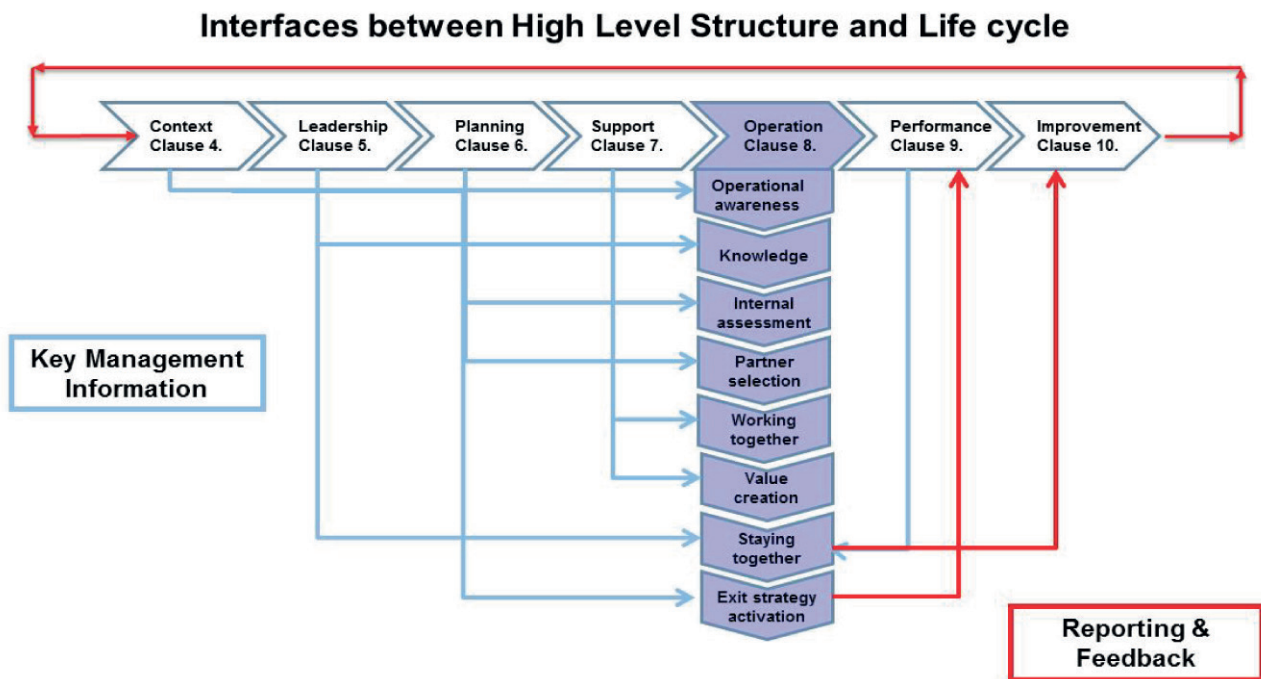 Interfaces between High Level Structure and Life cycle
Context
Clause 4.
Leadership
Clause 5.
Planning
Clause 6.
Support
Clause 7.
Operation
Clause 8.
Performance
Clause 9.
Improvement
Clause 10.
Operational
awareness
Knowledge
Internal
assessment
Partner
selection
Working
together
Value
creation
Staying
together
Exit strategy
activation
Key Management
Information
Reporting &
Feedback